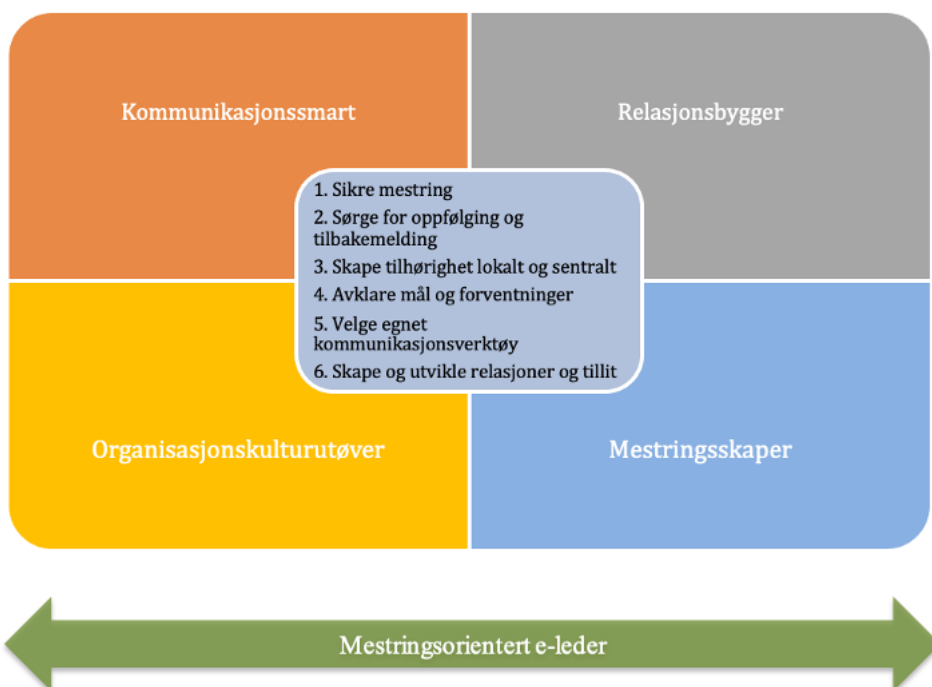 Kommunikasjonssmart
Relasjonsbygger
1. Sikre mestring
2. Sørge for oppfølging og
tilbakemelding
3. Skape tilhørighet lokalt og sentralt
4. Avklare mål og forventninger
5. Velge egnet
kommunikasjonsverktøy
6. Skape og utvikle relasjoner og tillit
Organisasjonskulturutøver
Mestringsskaper
Mestringsorientert e-leder